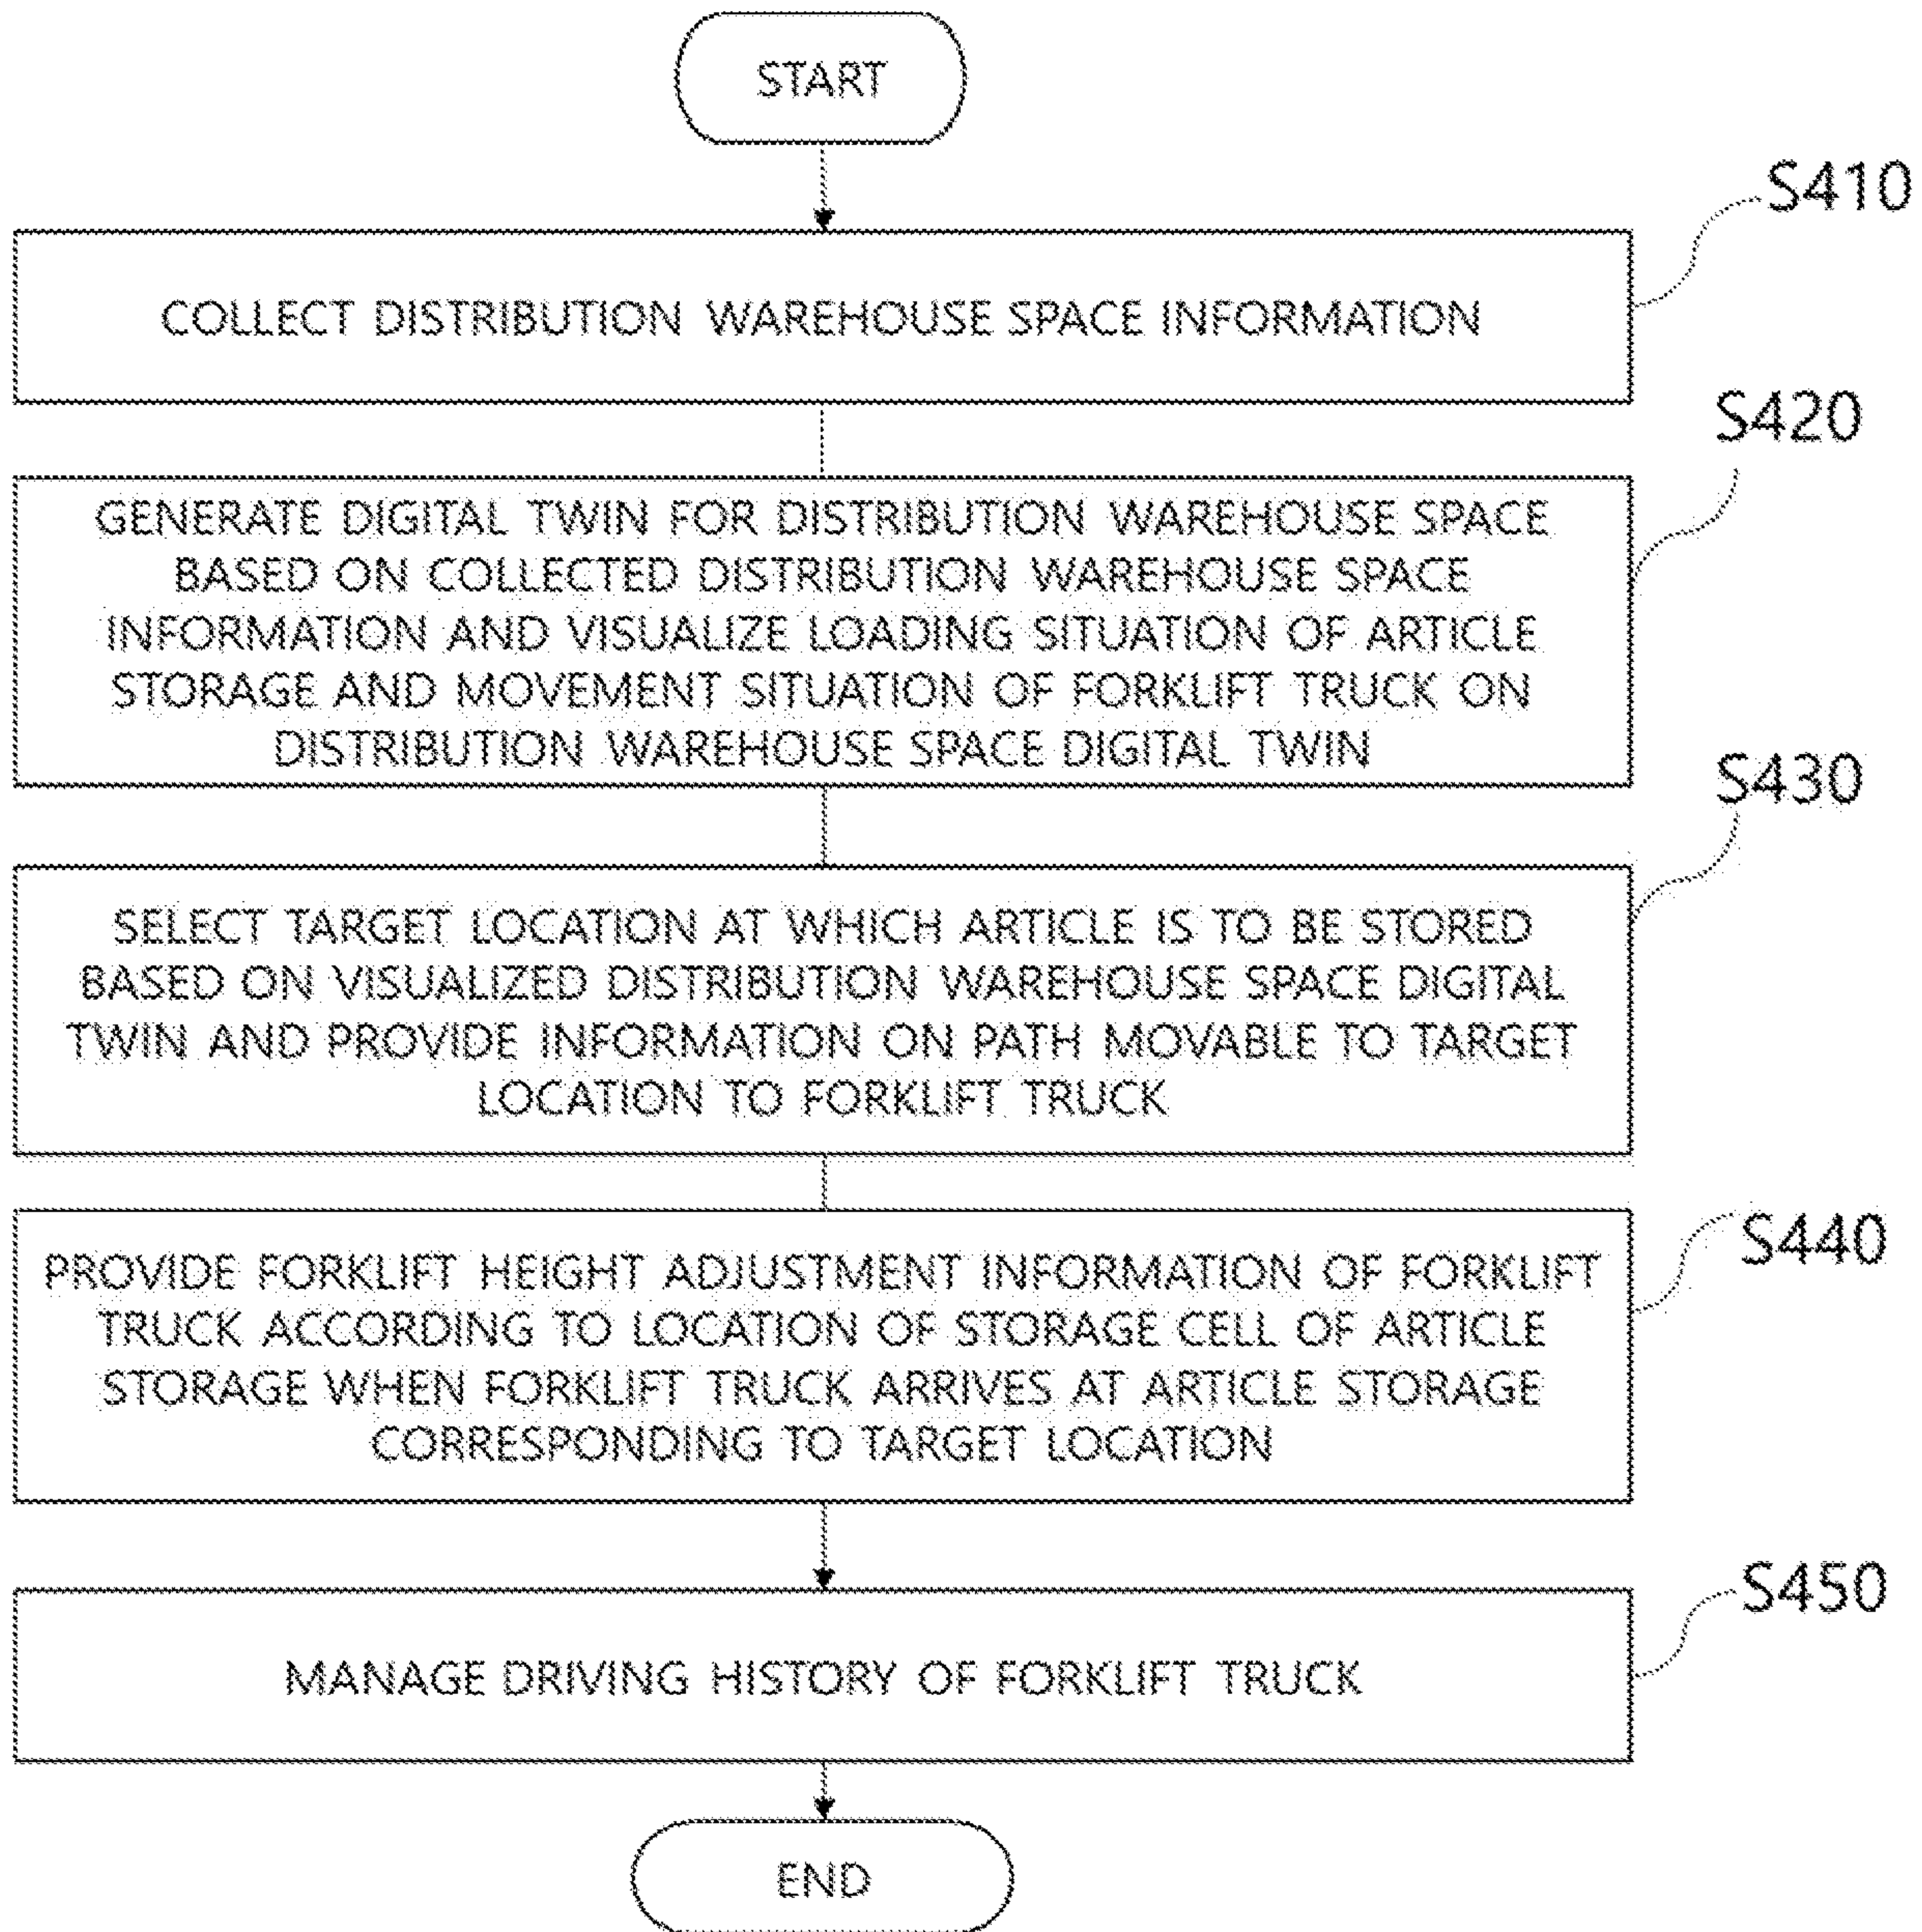 START
S410
COLLECT DISTRIBUTION WAREHOUSE SPACE INFORMATION
S420
GENERATE DIGITAL TWIN FOR DISTRIBUTION WAREHOUSE SPACE
BASED ON COLLECTED DISTRIBUTION WAREHOUSE SPACE
INFORMATION AND VISUALIZE LOADING SITUATION OF ARTICLE
STORAGE AND MOVEMENT SITUATION OF FORKLIFT TRUCK ON
DISTRIBUTION WAREHOUSE SPACE DIGITAL TWIN
S430
SELECT TARGET LOCATION AT WHICH ARTICLE IS TO BE STORED
BASED ON VISUALIZED DISTRIBUTION WAREHOUSE SPACE DIGITAL
TWIN AND PROVIDE INFORMATION ON PATH MOVABLE TO TARGET
LOCATION TO FORKLIFT TRUCK
S440
PROVIDE FORKLIFT HEIGHT ADJUSTMENT INFORMATION OF FORKLIFT
TRUCK ACCORDING TO LOCATION OF STORAGE CELL OF ARTICLE
STORAGE WHEN FORKLIFT TRUCK ARRIVES AT ARTICLE STORAGE
CORRESPONDING TO TARGET LOCATION
S450
MANAGE DRIVING HISTORY OF FORKLIFT TRUCK
END